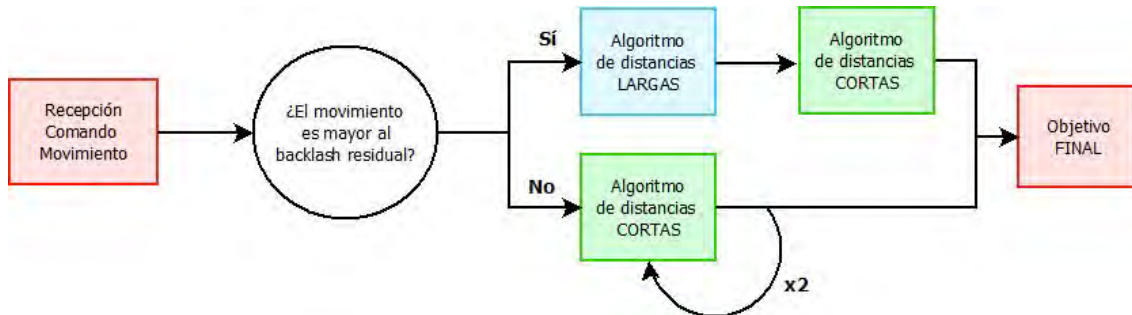 Recepción
Comando
Movimiento
¿El movimiento
es mayor al
backlash residual?
Sí
Algoritmo
de distancias
LARGAS
Algoritmo
de distancias
CORTAS
No
Algoritmo
de distancias
CORTAS
x2
Objetivo
FINAL